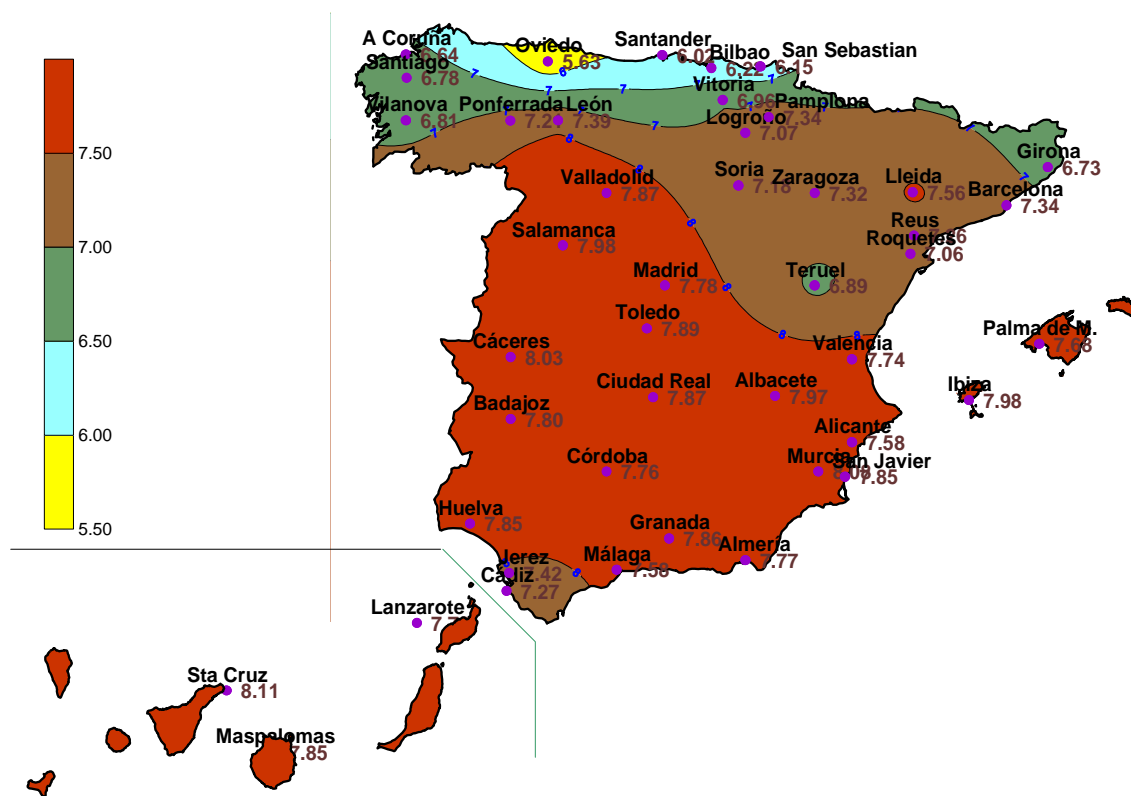 7.50
7.00
6.50
6.00
5.50
A Coruña
6.64
Santiago
6.78
Vilanova
6.81
Oviedo
5.63
Santander
6.02
Bilbao
6.22
San Sebastian
6.15
Vitoria
6.96
Pamplona
7.34
Logroño
7.07
Ponferrada
León
7.39
Valladolid
7.87
Soria
7.18
Zaragoza
7.32
Lleida
7.56
Girona
6.73
Barcelona
7.34
Reus
Roquetes
7.06
Salamanca
7.98
Madrid
7.78
Teruel
6.89
Toledo
7.89
Cáceres
8.03
Valencia
7.74
Palma de M.
7.68
Ibiza
7.98
Ciudad Real
7.87
Albacete
7.97
Badajoz
7.80
Alicante
7.58
Córdoba
7.76
Murcia
San Javier
7.85
Huelva
7.85
Granada
7.86
Almería
7.77
Málaga
7.58
Jerez
7.42
Cádiz
7.27
Lanzarote
Sta Cruz
8.11
Maspalomas
7.85